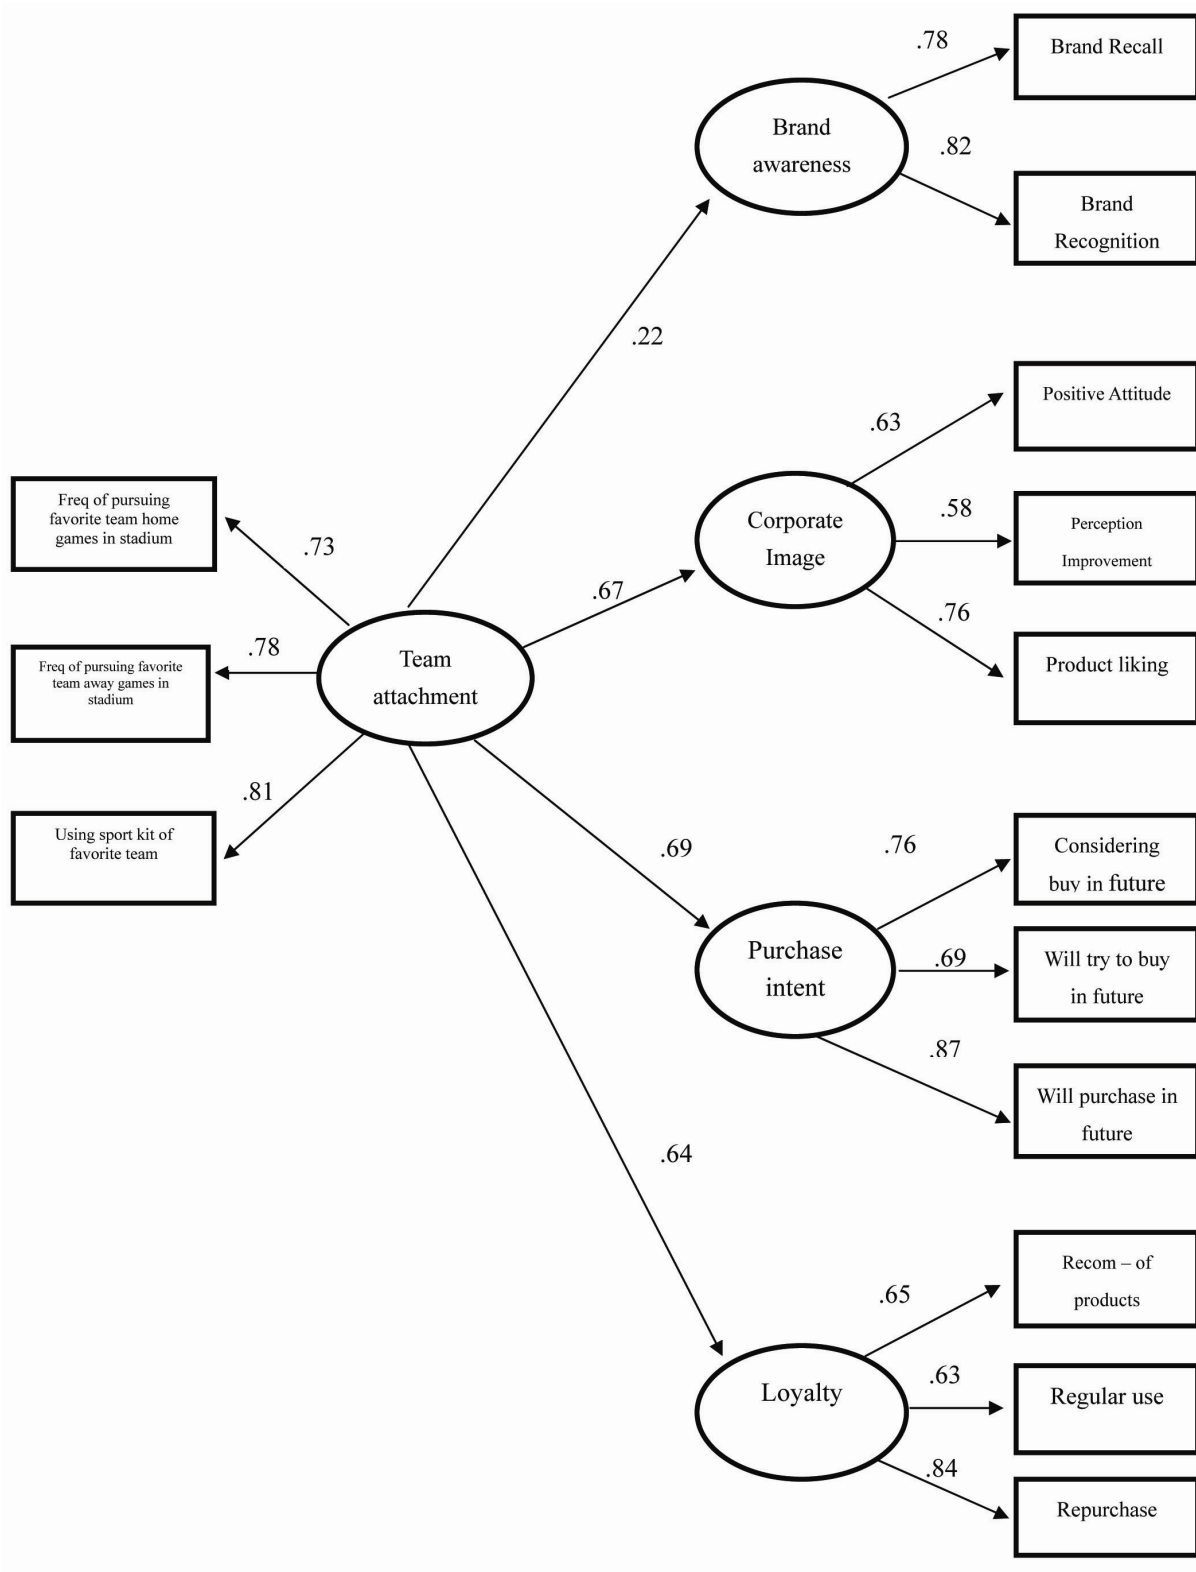 .78
Brand Recall
Brand
awareness
.82
Brand
Recognition
.22
Positive Attitude
.63
Corporate
Image
.58
Perception
Improvement
.76
Product liking
Freq of pursuing
favorite team home
games in stadium
.73
.67
Freq of pursuing favorite
team away games in
stadium
.78
Team
attachment
.81
Using sport kit of
favorite team
.69
.76
Considering
buy in future
Purchase
intent
.69
Will try to buy
in future
.87
Will purchase in
future
.64
Recom – of
products
.65
Loyalty
.63
Regular use
.84
Repurchase